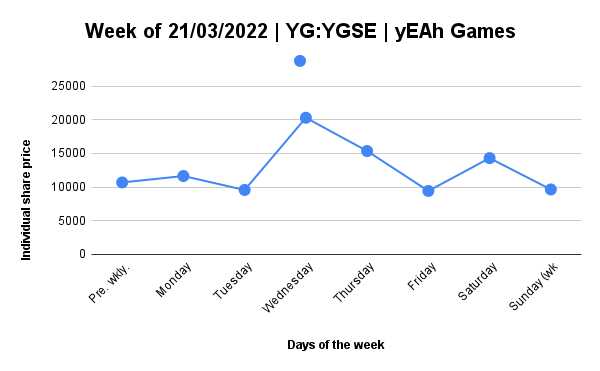 Week of 21/03/2022 | YG:YGSE | yEAh Games
25000
20000
15000
10000
5000
0
Individual share price
Pre. wkly.
Monday
Tuesday
Wednesday
Thursday
Friday
Saturday
Sunday (wk
Days of the week